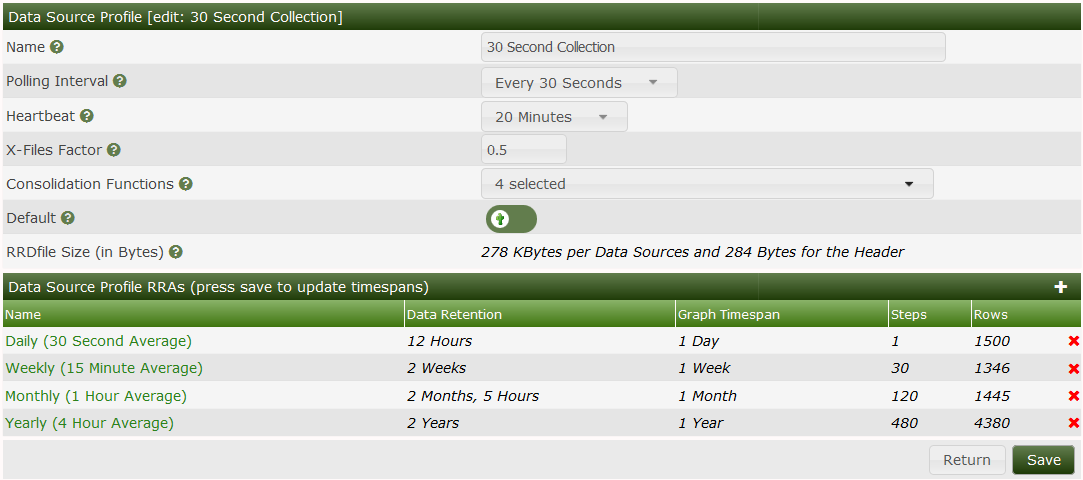 Data Source Profile [edit: 30 Second Collection]
Name 30 Second Collection
Polling Interval Every 30 Seconds
Heartbeat 20 Minutes
X-Files Factor 0.5
Consolidation Functions 4 selected
Default
RRDfile Size (in Bytes) 278 KBytes per Data Sources and 284 Bytes for the Header
Data Source Profile RRAs (press save to update timespans)
Name Data Retention Graph Timespan Steps Rows
Daily (30 Second Average) 12 Hours 1 Day 1 1500
Weekly (15 Minute Average) 2 Weeks 1 Week 30 1346
Monthly (1 Hour Average) 2 Months, 5 Hours 1 Month 120 1445
Yearly (4 Hour Average) 2 Years 1 Year 480 4380
Return Save